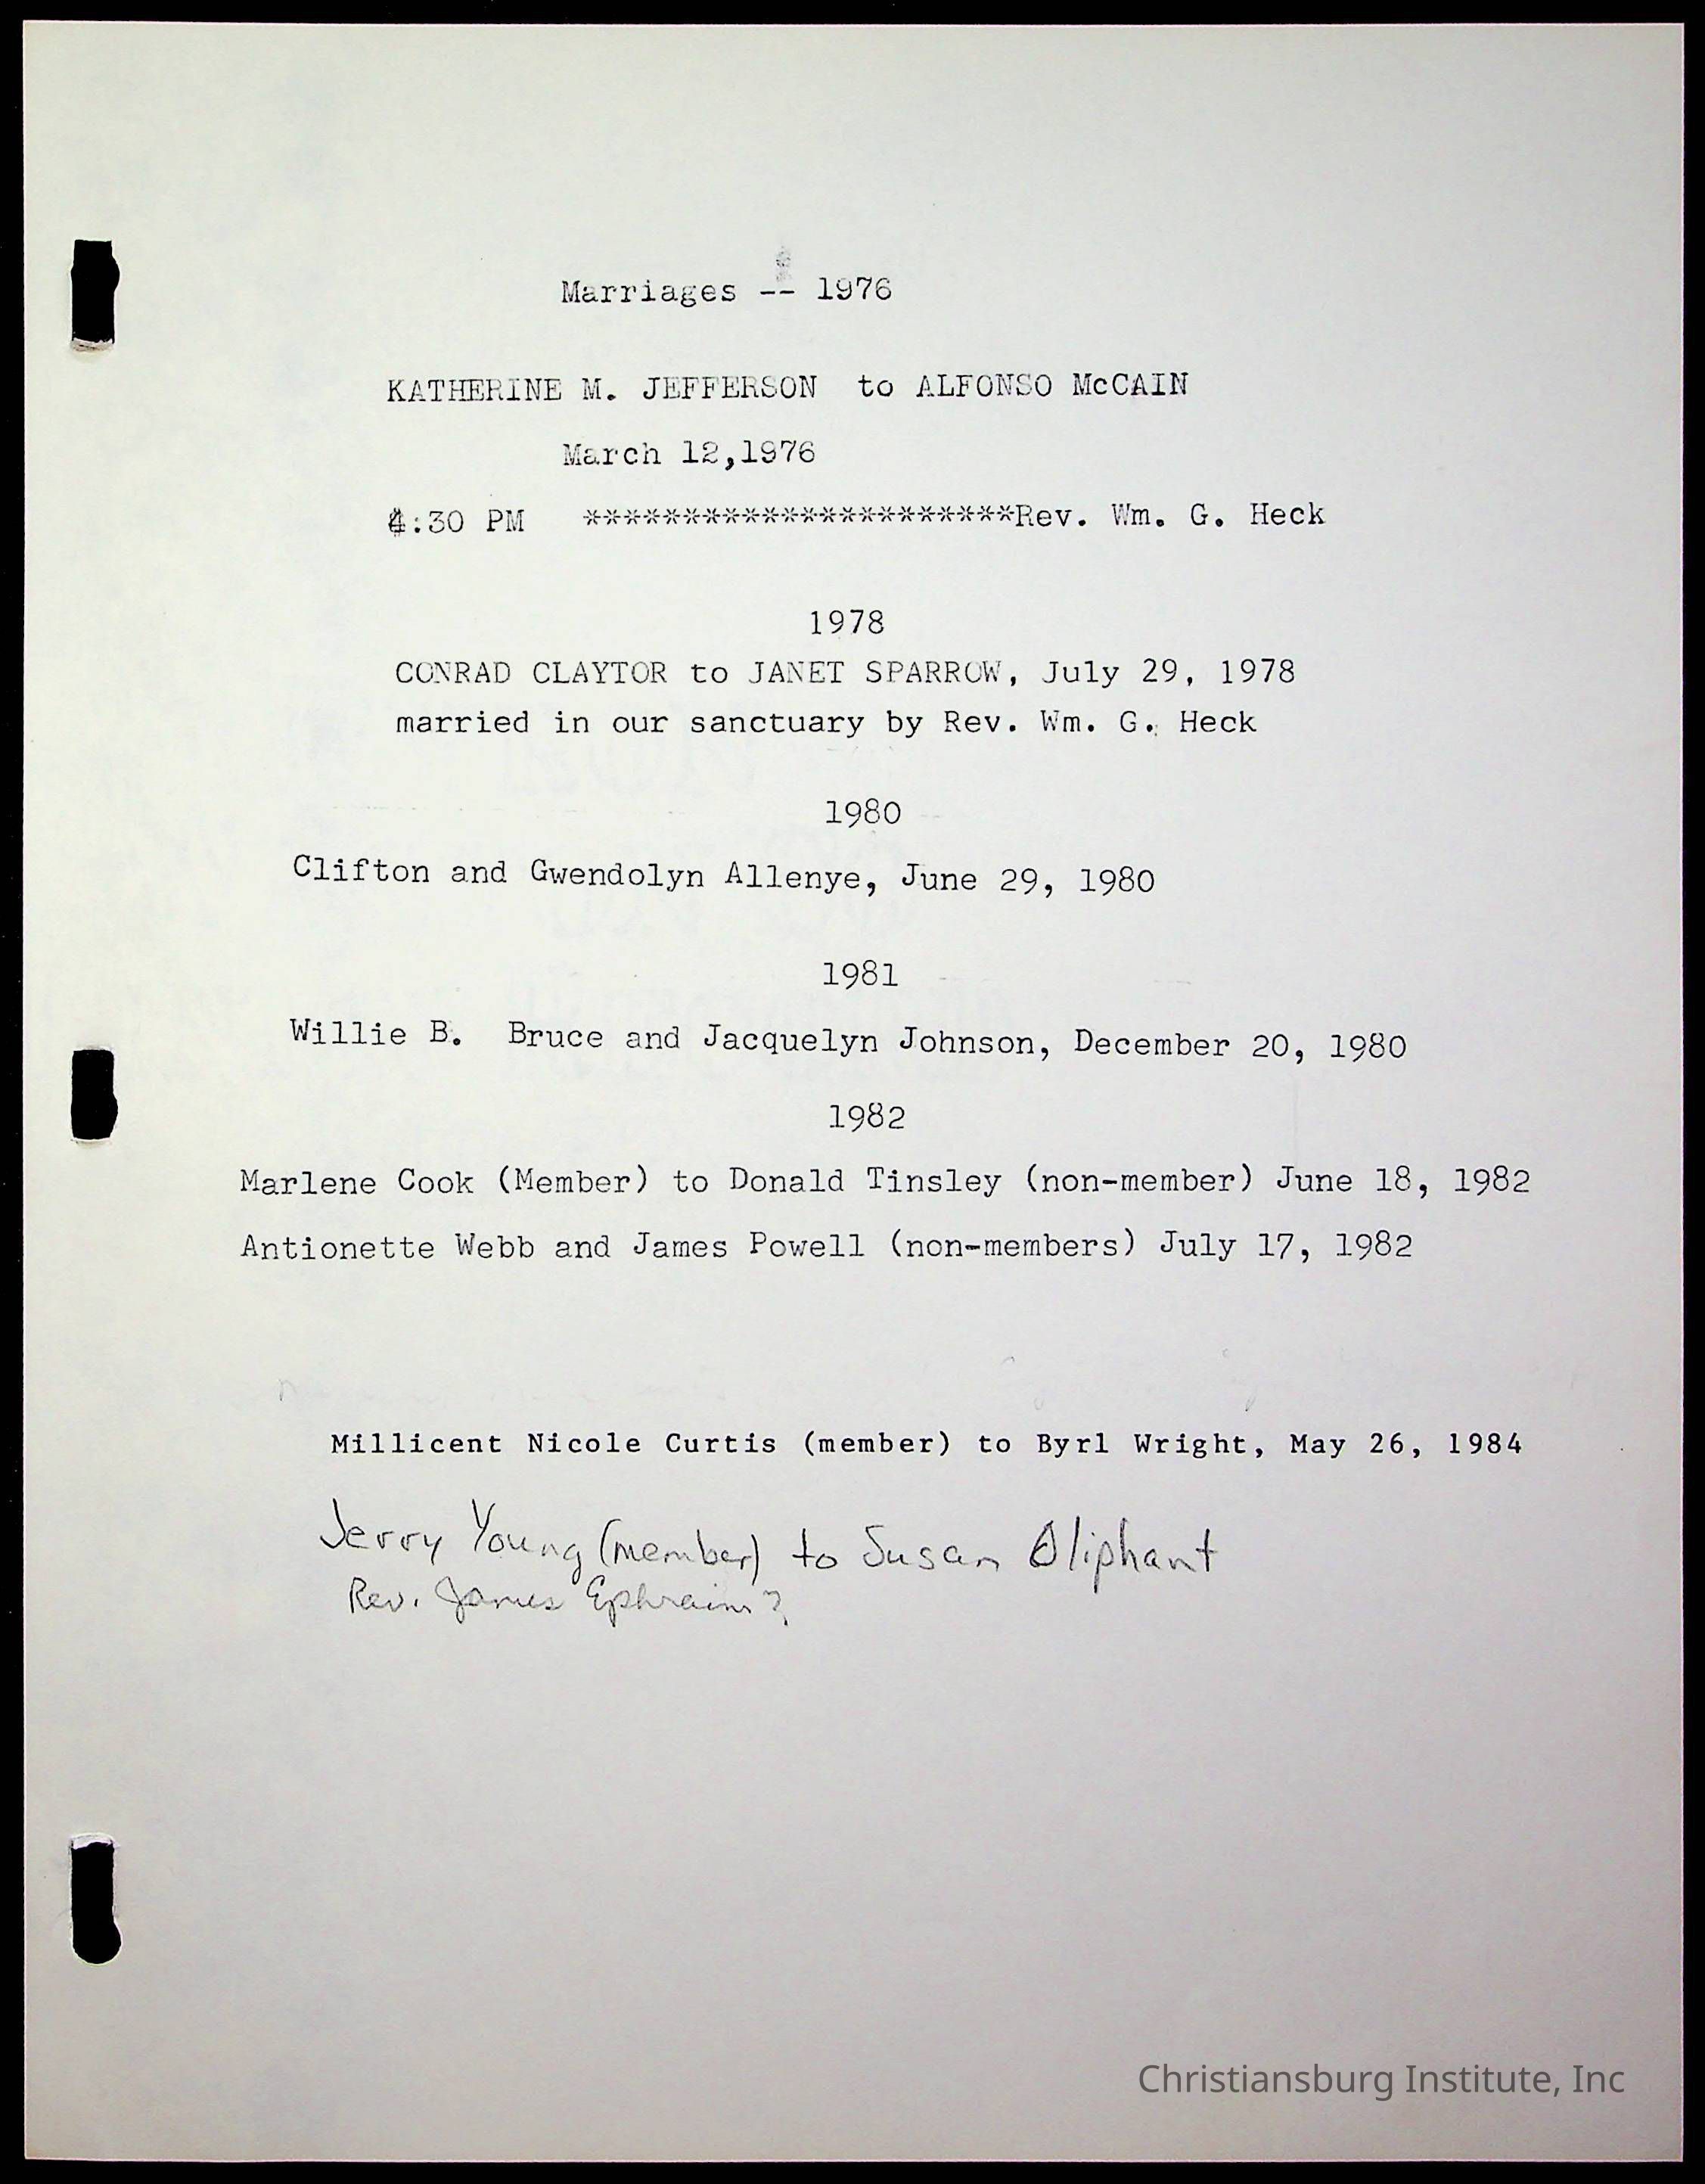 Marriages -- 1976
KATHERINE M. JEFFERSON to ALFONSO McCAIN
March 12,1976
4:30 PM **********************Rev. Wm. G. Heck
1978
CONRAD CLAYTOR to JANET SPARROW, July 29, 1978
married in our sanctuary by Rev. Wm. G. Heck
1980
Clifton and Gwendolyn Allenye, June 29, 1980
1981
Willie B. Bruce and Jacquelyn Johnson, December 20, 1980
1982
Marlene Cook (Member) to Donald Tinsley (non-member) June 18, 1982
Antionette Webb and James Powell (non-members) July 17, 1982
Millicent Nicole Curtis (member) to Byrl Wright, May 26, 1984
Jerry Young (member) to Susan Oliphant
Rev. James Ephraim?
Christiansburg Institute, Inc